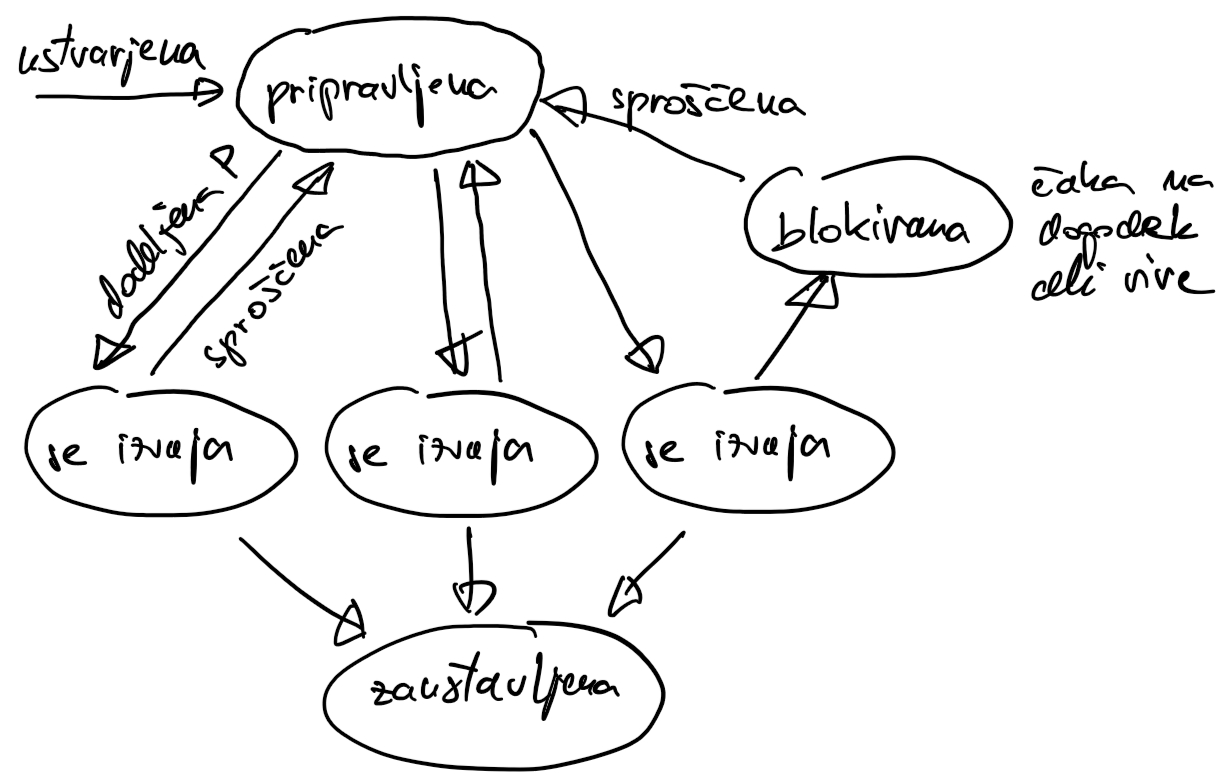 ustvarjena
pripravljena
sproščena
dodeljena P
sproščena
blokirana
čaka na
dogodek
ali vire
se izvaja
se izvaja
se izvaja
zaustavljena